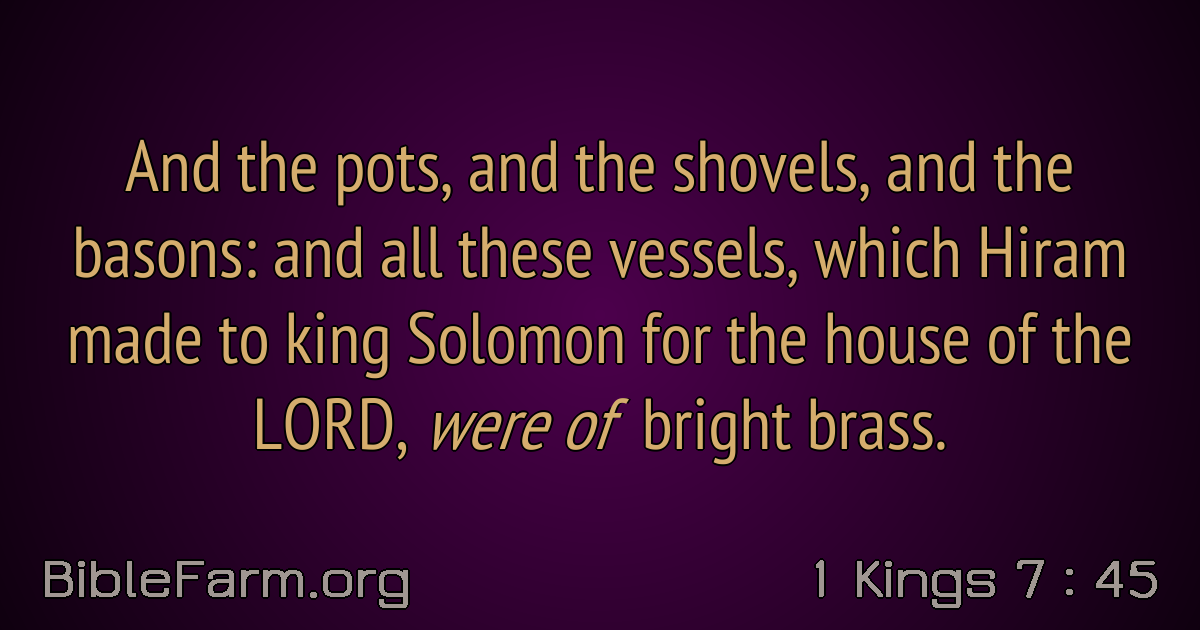 And the pots, and the shovels, and the
basons: and all these vessels, which Hiram
made to king Solomon for the house of the
LORD, were of bright brass.
BibleFarm.org
1 Kings 7 : 45